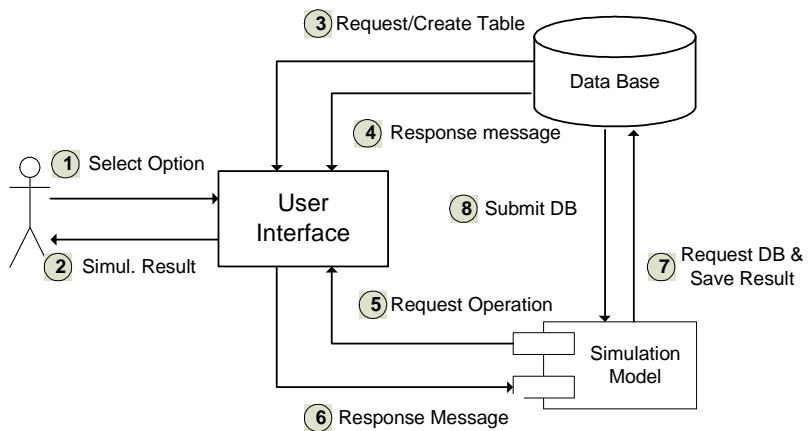 3 Request/Create Table
Data Base
4 Response message
1 Select Option
User
Interface
8 Submit DB
2 Simul. Result
7 Request DB &
Save Result
5 Request Operation
Simulation
Model
6 Response Message